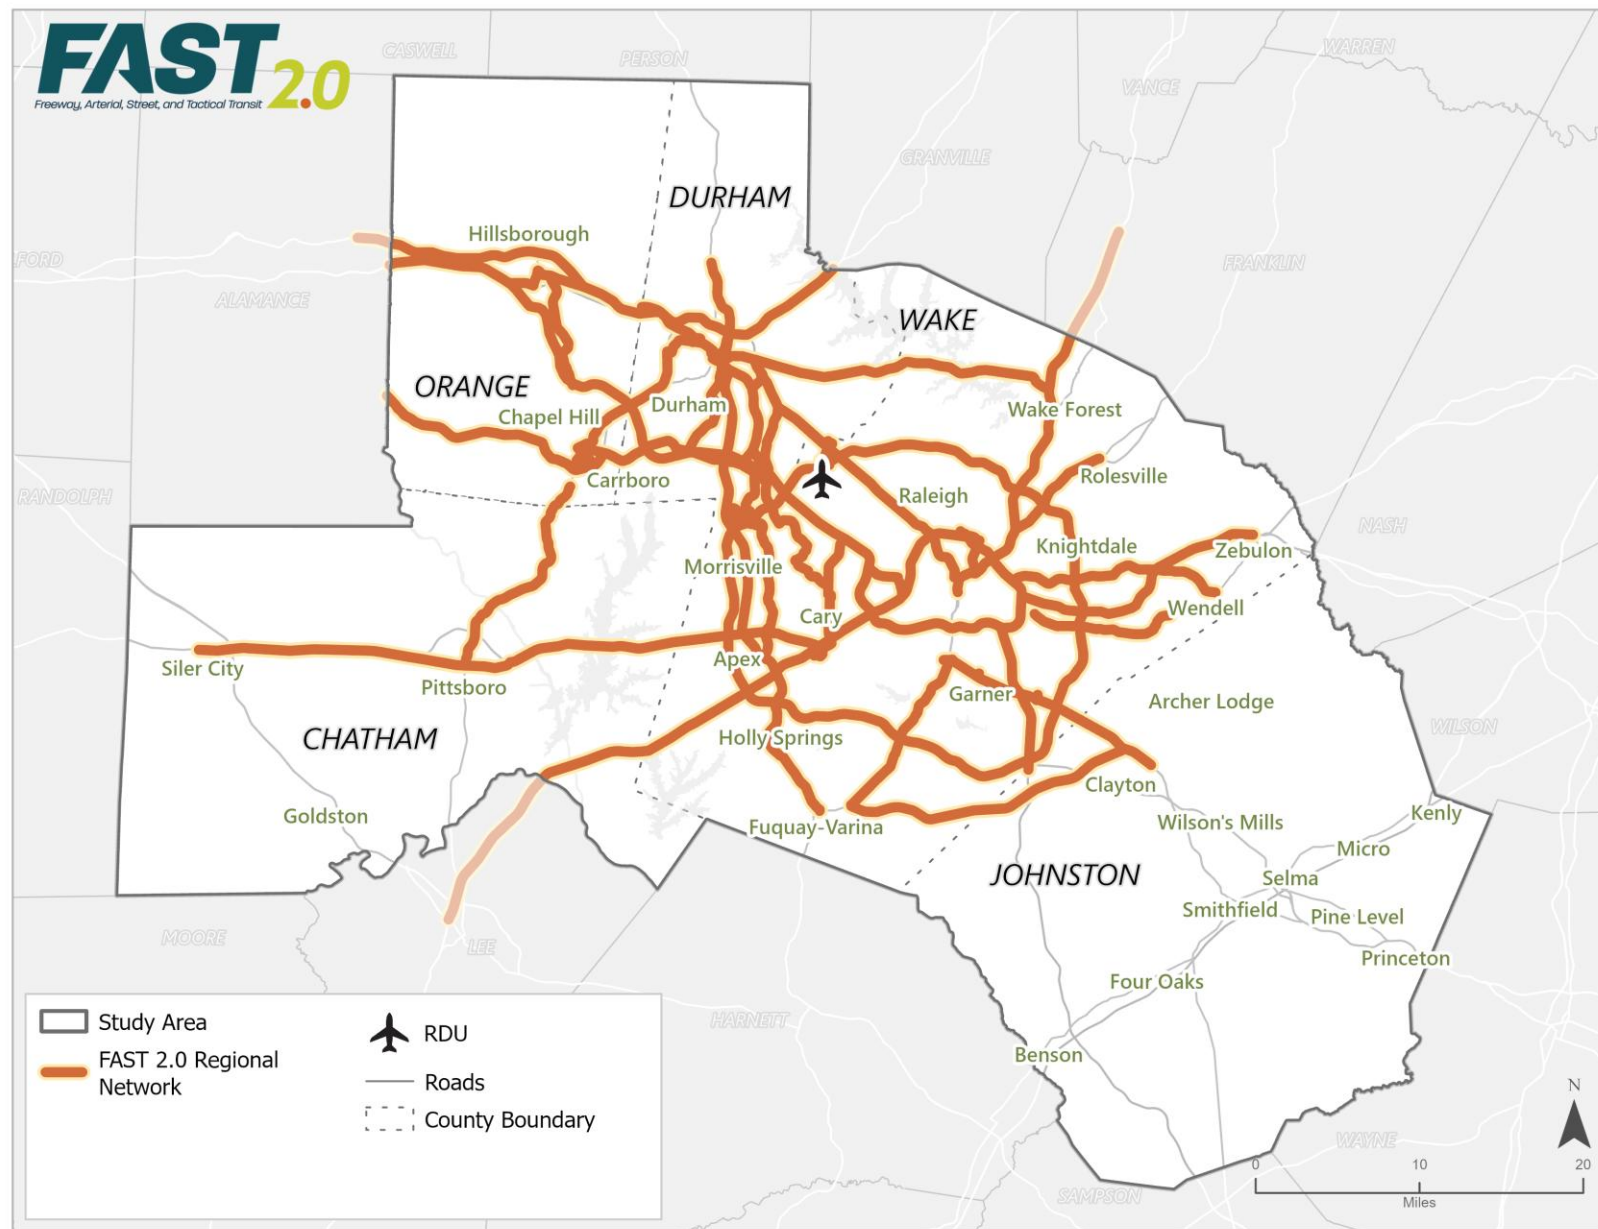 FAST 2.0
Freeway, Arterial, Street, and Tactical Transit
CASWELL
PERSON
WARREN
VANCE
GRANVILLE
DURHAM
Hillsborough
FORD
FRANKLIN
ALAMANCE
WAKE
ORANGE
Chapel Hill
Durham
Wake Forest
Carrboro
Rolesville
RANDOLPH
Raleigh
NASH
Knightdale
Zebulon
Morrisville
Cary
Wendell
Siler City
Apex
Pittsboro
Garner
Archer Lodge
WILSON
CHATHAM
Holly Springs
Clayton
Goldston
Fuquay-Varina
Wilson's Mills
Kenly
Micro
JOHNSTON
Selma
Smithfield
Pine Level
MOORE
LEE
Princeton
Four Oaks
HARNETT
Benson
WAYNE
SAMPSON
Study Area
FAST 2.0 Regional
Network
RDU
Roads
County Boundary
N
0 10 20
Miles